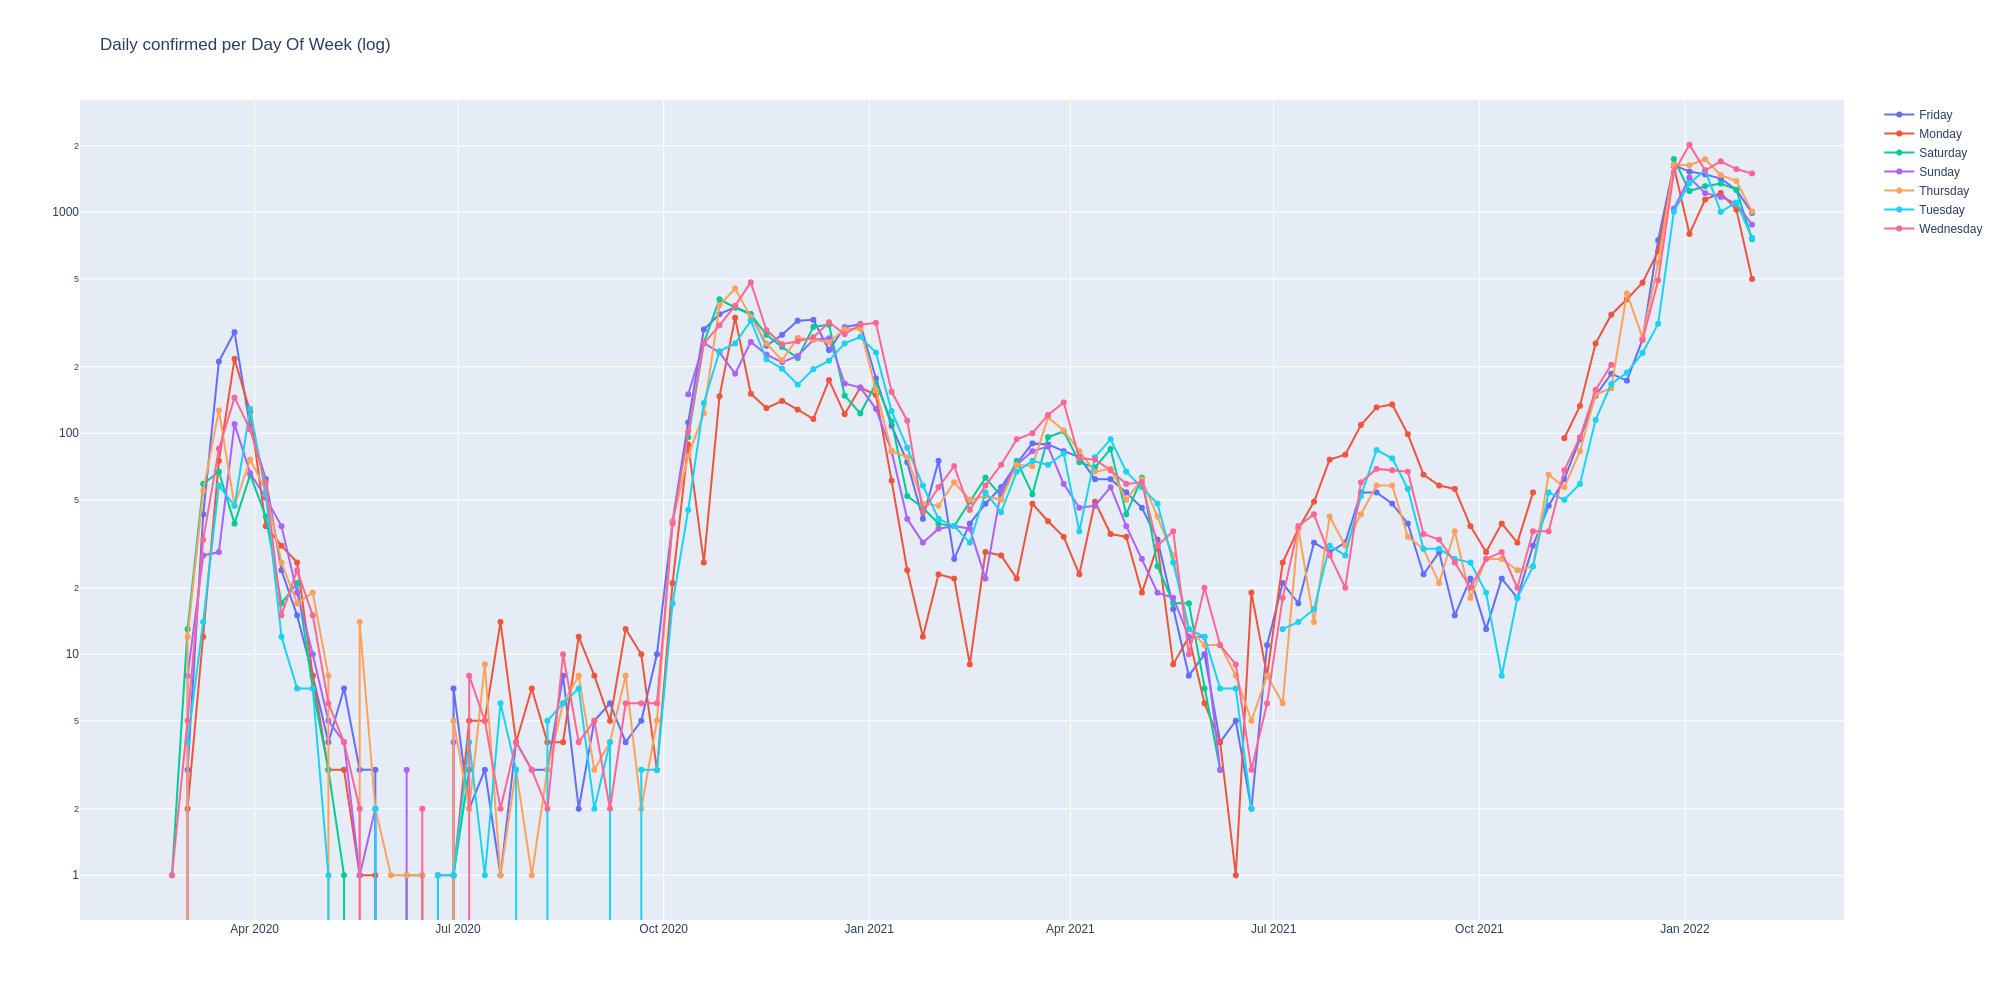 Daily confirmed per Day Of Week (log)
2
1000
5
2
100
5
2
10
5
2
1
Apr 2020
Jul 2020
Oct 2020
Jan 2021
Apr 2021
Jul 2021
Oct 2021
Jan 2022
Friday
Monday
Saturday
Sunday
Thursday
Tuesday
Wednesday